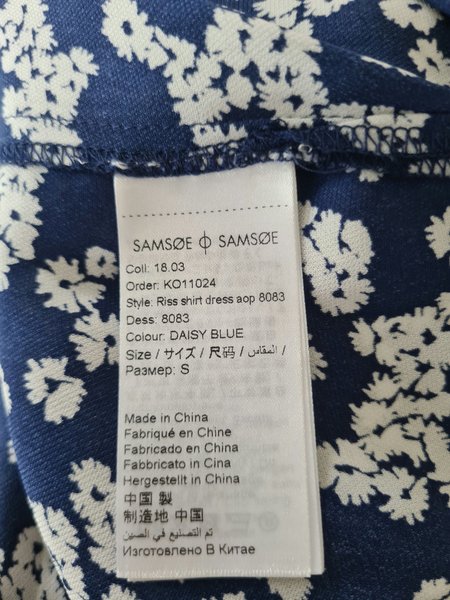 SAMSØE ϕ SAMSØE
Coll: 18.03
Order: KO11024
Style: Riss shirt dress aop 8083
Dess: 8083
Colour: DAISY BLUE
Size / サイズ / 尺码 / المقاس /
Размер: S
Made in China
Fabriqué en Chine
Fabricado en China
Fabbricato in Cina
Hergestellt in China
中国 製
制造地 中国
تم التصنيع في الصين
Изготовлено В Китае